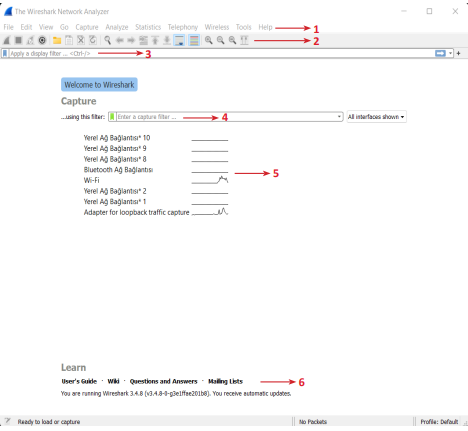 The Wireshark Network Analyzer
File Edit View Go Capture Analyze Statistics Telephony Wireless Tools Help
1
2
Apply a display filter ... <Ctrl-/>
3
+
Welcome to Wireshark
Capture
...using this filter: Enter a capture filter ... 4 All interfaces shown
Yerel Ağ Bağlantısı* 10
Yerel Ağ Bağlantısı* 9
Yerel Ağ Bağlantısı* 8
Bluetooth Ağ Bağlantısı
5
Wi-Fi
Yerel Ağ Bağlantısı* 2
Yerel Ağ Bağlantısı* 1
Adapter for loopback traffic capture
Learn
User's Guide · Wiki · Questions and Answers · Mailing Lists
6
You are running Wireshark 3.4.8 (v3.4.8-0-g3e1ffae201b8). You receive automatic updates.
Ready to load or capture No Packets Profile: Default